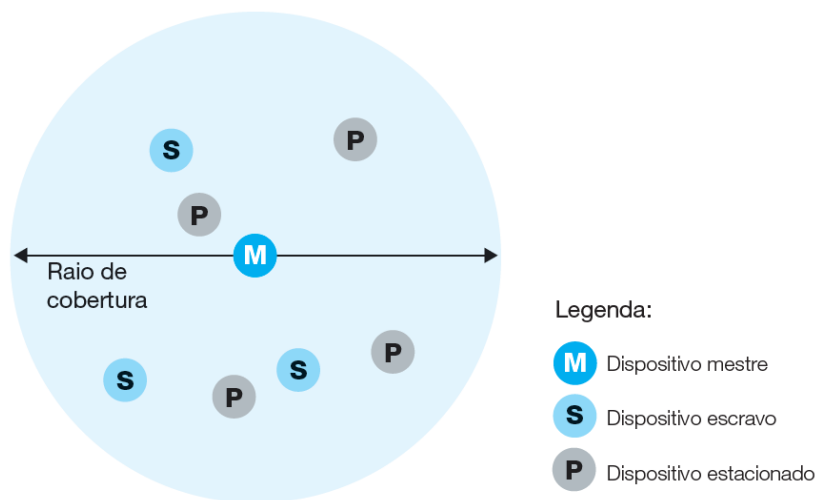 S
P
P
M
Raio de
cobertura
S
P
S
P
Legenda:
M Dispositivo mestre
S Dispositivo escravo
P Dispositivo estacionado